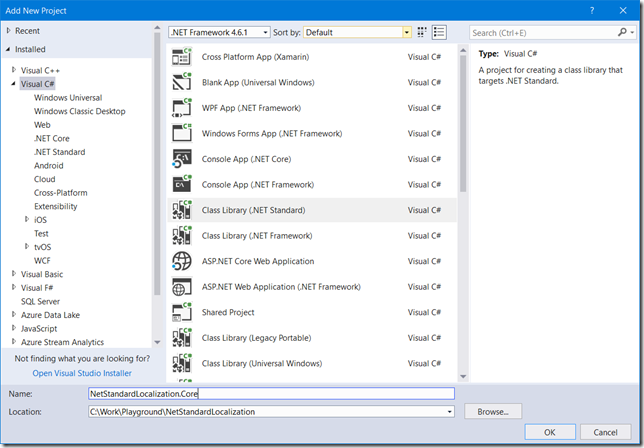 Add New Project
Recent
Installed
Visual C++
Visual C#
Windows Universal
Windows Classic Desktop
Web
.NET Core
.NET Standard
Android
Cloud
Cross-Platform
Extensibility
iOS
Test
tvOS
WCF
Visual Basic
Visual F#
SQL Server
Azure Data Lake
JavaScript
Azure Stream Analytics
Not finding what you are looking for?
Open Visual Studio Installer
.NET Framework 4.6.1 Sort by: Default
Cross Platform App (Xamarin) Visual C#
Blank App (Universal Windows) Visual C#
WPF App (.NET Framework) Visual C#
Windows Forms App (.NET Framework) Visual C#
Console App (.NET Core) Visual C#
Console App (.NET Framework) Visual C#
Class Library (.NET Standard) Visual C#
Class Library (.NET Framework) Visual C#
ASP.NET Core Web Application Visual C#
ASP.NET Web Application (.NET Framework) Visual C#
Shared Project Visual C#
Class Library (Legacy Portable) Visual C#
Class Library (Universal Windows) Visual C#
Search (Ctrl+E)
Type: Visual C#
A project for creating a class library that
targets .NET Standard.
Name: NetStandardLocalization.Core
Location: C:\Work\Playground\NetStandardLocalization
Browse...
OK Cancel